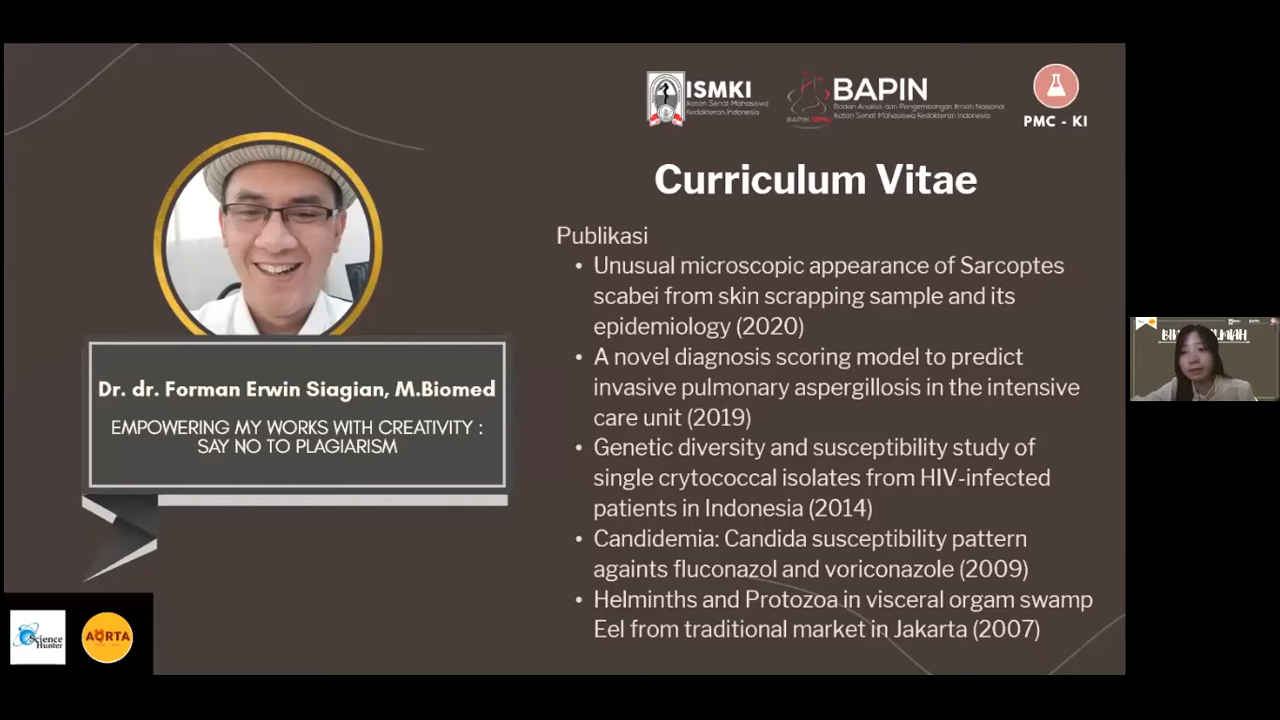 ISMKI
Ikatan Senat Mahasiswa
Kedokteran Indonesia
BAPIN
Badan Analisis dan Pengembangan Ilmiah Nasional
Ikatan Senat Mahasiswa Kedokteran Indonesia
BAPIN ISMKI
PMC - KI
Curriculum Vitae
Publikasi
• Unusual microscopic appearance of Sarcoptes
scabei from skin scrapping sample and its
epidemiology (2020)
• A novel diagnosis scoring model to predict
invasive pulmonary aspergillosis in the intensive
care unit (2019)
• Genetic diversity and susceptibility study of
single crytococcal isolates from HIV-infected
patients in Indonesia (2014)
• Candidemia: Candida susceptibility pattern
againts fluconazol and voriconazole (2009)
• Helminths and Protozoa in visceral orgam swamp
Eel from traditional market in Jakarta (2007)
Dr. dr. Forman Erwin Siagian, M.Biomed
EMPOWERING MY WORKS WITH CREATIVITY :
SAY NO TO PLAGIARISM
Science
Hunter
AORTA